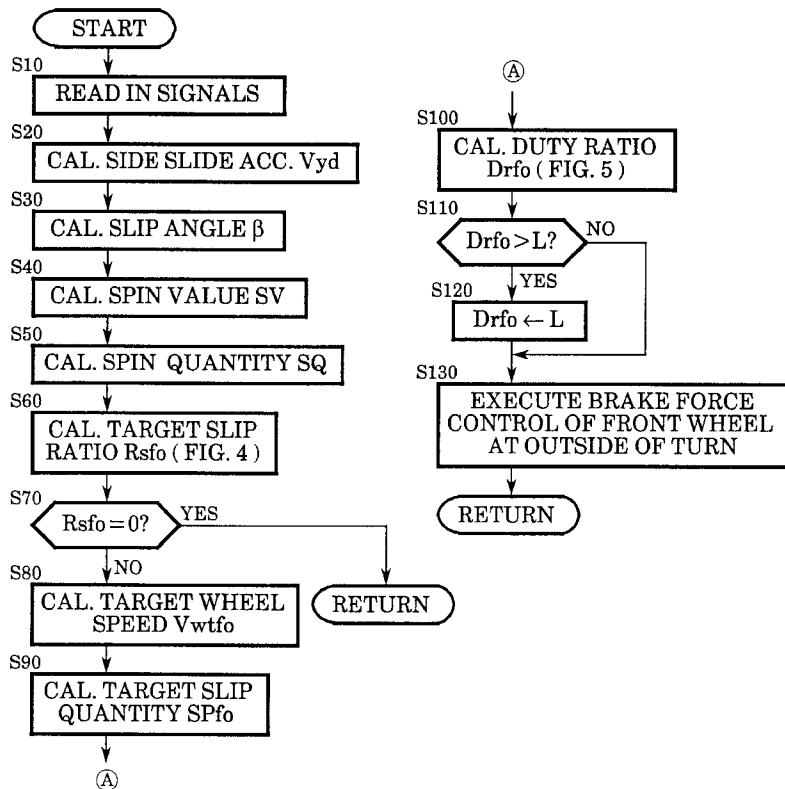 START
S10
READ IN SIGNALS
S20
CAL. SIDE SLIDE ACC. Vyd
S30
CAL. SLIP ANGLE β
S40
CAL. SPIN VALUE SV
S50
CAL. SPIN QUANTITY SQ
S60
CAL. TARGET SLIP
RATIO Rsfo ( FIG. 4 )
S70
Rsfo = 0?
YES
NO
RETURN
S80
CAL. TARGET WHEEL
SPEED Vwtfo
S90
CAL. TARGET SLIP
QUANTITY SPfo
A
A
S100
CAL. DUTY RATIO
Drfo ( FIG. 5 )
S110
Drfo > L?
NO
YES
S120
Drfo ← L
S130
EXECUTE BRAKE FORCE
CONTROL OF FRONT WHEEL
AT OUTSIDE OF TURN
RETURN